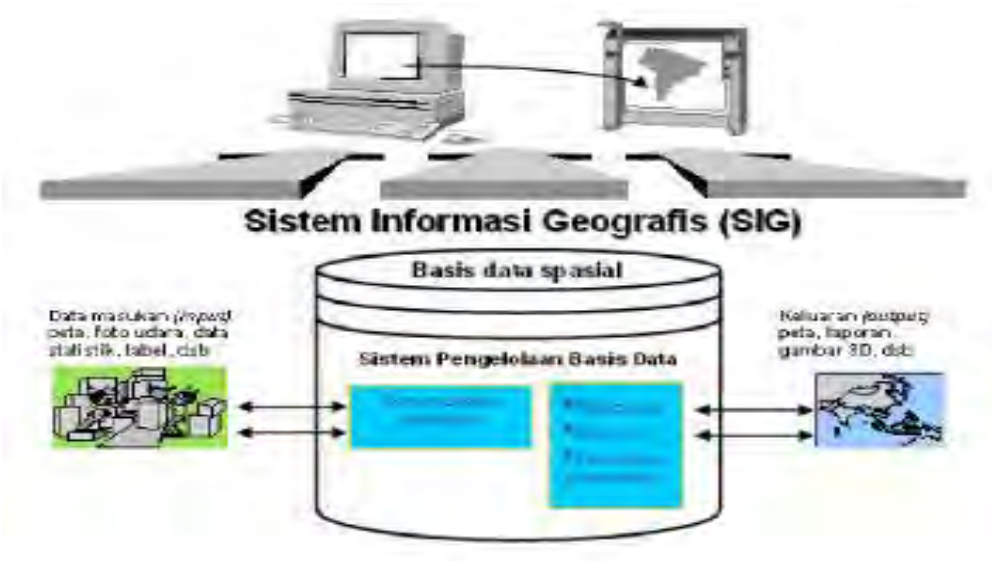 Sistem Informasi Geografis (SIG)
Basis data spasial
Data masukan (input)
peta, foto udara, data
statistik, tabel, dsb
Sistem Pengelolaan Basis Data
Keluaran (output)
peta, laporan,
gambar 3D, dsb